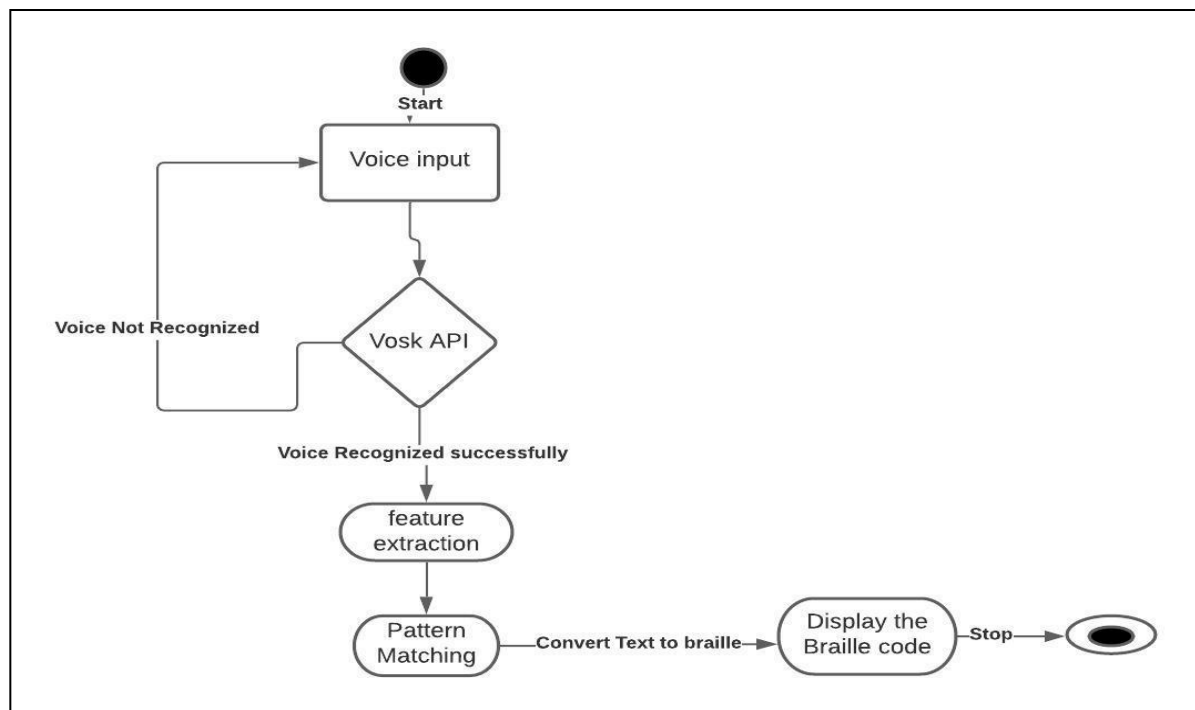 Start
Voice input
Voice Not Recognized
Vosk API
Voice Recognized successfully
feature
extraction
Pattern
Matching
Convert Text to braille
Display the
Braille code
Stop